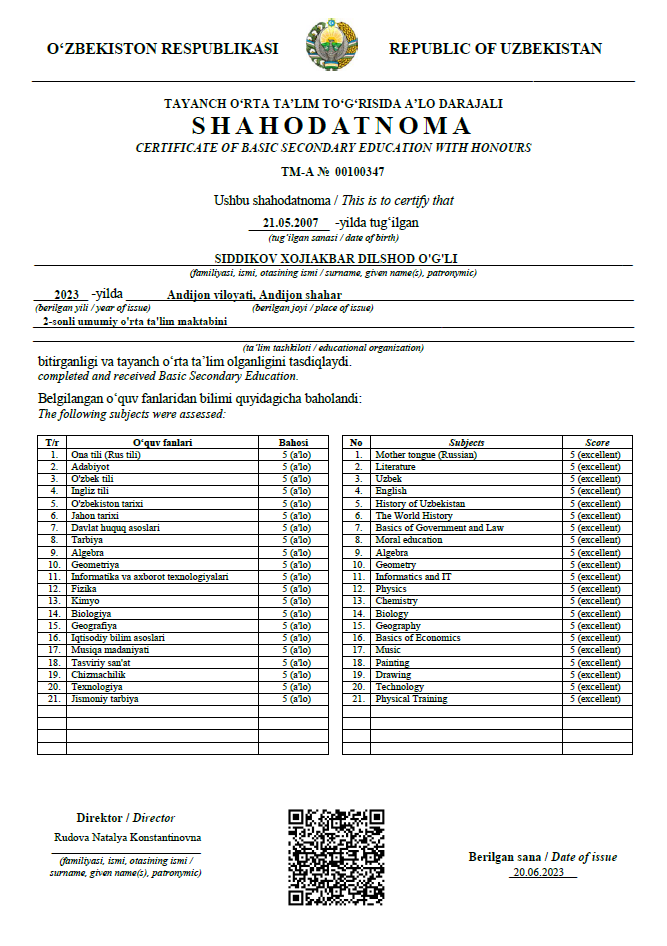 O‘ZBEKISTON RESPUBLIKASI REPUBLIC OF UZBEKISTAN
TAYANCH O‘RTA TA’LIM TO‘G‘RISIDA A’LO DARAJALI
SHAHODATNOMA
CERTIFICATE OF BASIC SECONDARY EDUCATION WITH HONOURS
TM-A № 00100347
Ushbu shahodatnoma / This is to certify that
21.05.2007 -yilda tug‘ilgan
(tug‘ilgan sanasi / date of birth)
SIDDIKOV XOJIAKBAR DILSHOD O'G'LI
(familiyasi, ismi, otasining ismi / surname, given name(s), patronymic)
2023 -yilda Andijon viloyati, Andijon shahar
(berilgan yili / year of issue) (berilgan joyi / place of issue)
2-sonli umumiy o'rta ta'lim maktabini
(ta’lim tashkiloti / educational organization)
bitirganligi va tayanch o‘rta ta’lim olganligini tasdiqlaydi.
completed and received Basic Secondary Education.
Belgilangan o‘quv fanlaridan bilimi quyidagicha baholandi:
The following subjects were assessed:
T/r O‘quv fanlari Bahosi No Subjects Score
1. Ona tili (Rus tili) 5 (a'lo) 1. Mother tongue (Russian) 5 (excellent)
2. Adabiyot 5 (a'lo) 2. Literature 5 (excellent)
3. O'zbek tili 5 (a'lo) 3. Uzbek 5 (excellent)
4. Ingliz tili 5 (a'lo) 4. English 5 (excellent)
5. O'zbekiston tarixi 5 (a'lo) 5. History of Uzbekistan 5 (excellent)
6. Jahon tarixi 5 (a'lo) 6. The World History 5 (excellent)
7. Davlat huquq asoslari 5 (a'lo) 7. Basics of Government and Law 5 (excellent)
8. Tarbiya 5 (a'lo) 8. Moral education 5 (excellent)
9. Algebra 5 (a'lo) 9. Algebra 5 (excellent)
10. Geometriya 5 (a'lo) 10. Geometry 5 (excellent)
11. Informatika va axborot texnologiyalari 5 (a'lo) 11. Informatics and IT 5 (excellent)
12. Fizika 5 (a'lo) 12. Physics 5 (excellent)
13. Kimyo 5 (a'lo) 13. Chemistry 5 (excellent)
14. Biologiya 5 (a'lo) 14. Biology 5 (excellent)
15. Geografiya 5 (a'lo) 15. Geography 5 (excellent)
16. Iqtisodiy bilim asoslari 5 (a'lo) 16. Basics of Economics 5 (excellent)
17. Musiqa madaniyati 5 (a'lo) 17. Music 5 (excellent)
18. Tasviriy san'at 5 (a'lo) 18. Painting 5 (excellent)
19. Chizmachilik 5 (a'lo) 19. Drawing 5 (excellent)
20. Texnologiya 5 (a'lo) 20. Technology 5 (excellent)
21. Jismoniy tarbiya 5 (a'lo) 21. Physical Training 5 (excellent)
Direktor / Director
Rudova Natalya Konstantinovna
(familiyasi, ismi, otasining ismi /
surname, given name(s), patronymic)
Berilgan sana / Date of issue
20.06.2023